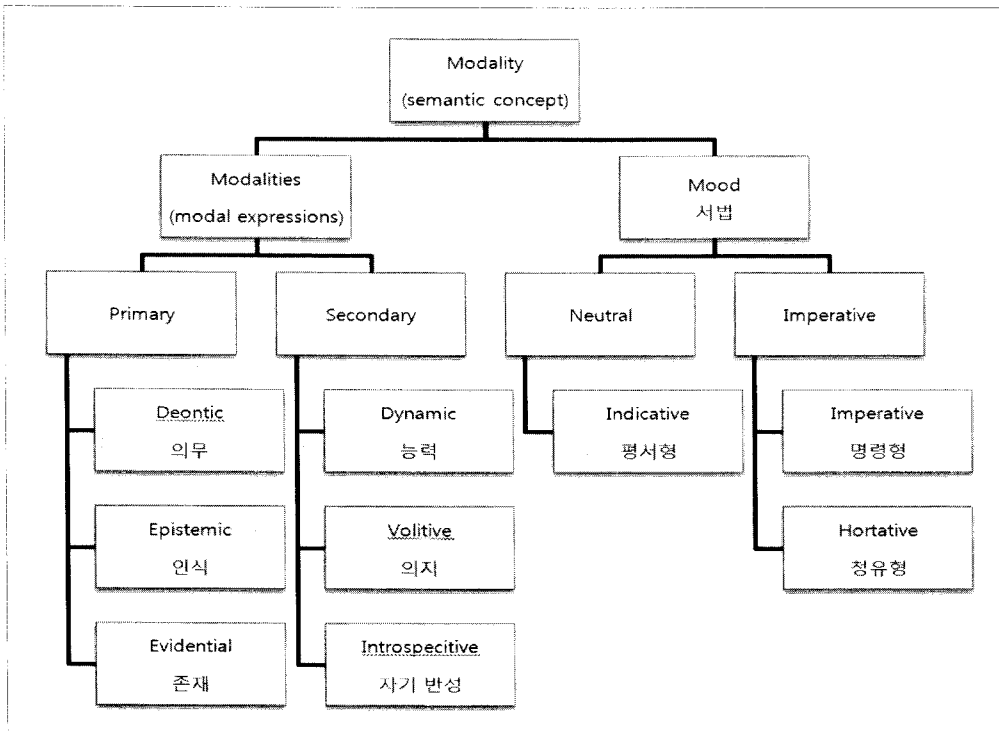 Modality
(semantic concept)
Modalities
(modal expressions)
Mood
서법
Primary
Secondary
Neutral
Imperative
Deontic
의무
Dynamic
능력
Indicative
평서형
Imperative
명령형
Epistemic
인식
Volitive
의지
Hortative
청유형
Evidential
존재
Introspecitive
자기 반성